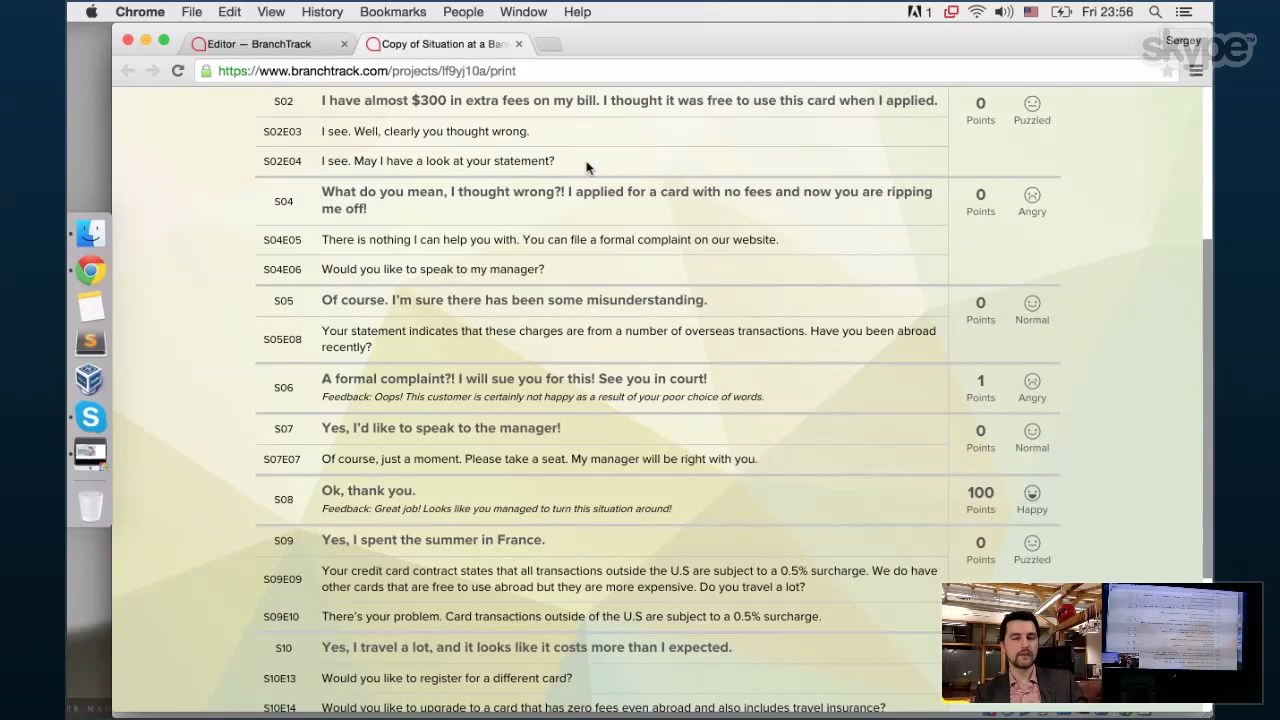 Chrome File Edit View History Bookmarks People Window Help 1 Fri 23:56
Editor — BranchTrack × Copy of Situation at a Ban × Sergey
skype™
https://www.branchtrack.com/projects/lf9yj10a/print
S02 I have almost $300 in extra fees on my bill. I thought it was free to use this card when I applied. 0
Points Puzzled
S02E03 I see. Well, clearly you thought wrong.
S02E04 I see. May I have a look at your statement?
S04 What do you mean, I thought wrong?! I applied for a card with no fees and now you are ripping
me off! 0
Points Angry
S04E05 There is nothing I can help you with. You can file a formal complaint on our website.
S04E06 Would you like to speak to my manager?
S05 Of course. I'm sure there has been some misunderstanding. 0
Points Normal
S05E08 Your statement indicates that these charges are from a number of overseas transactions. Have you been abroad
recently?
S06 A formal complaint?! I will sue you for this! See you in court! 1
Feedback: Oops! This customer is certainly not happy as a result of your poor choice of words. Points Angry
S07 Yes, I'd like to speak to the manager! 0
Points Normal
S07E07 Of course, just a moment. Please take a seat. My manager will be right with you.
S08 Ok, thank you. 100
Feedback: Great job! Looks like you managed to turn this situation around! Points Happy
S09 Yes, I spent the summer in France. 0
Points Puzzled
S09E09 Your credit card contract states that all transactions outside the U.S are subject to a 0.5% surcharge. We do have
other cards that are free to use abroad but they are more expensive. Do you travel a lot?
S09E10 There's your problem. Card transactions outside of the U.S are subject to a 0.5% surcharge.
S10 Yes, I travel a lot, and it looks like it costs more than I expected.
S10E13 Would you like to register for a different card?
S10E14 Would you like to upgrade to a card that has zero fees even abroad and also includes travel insurance?